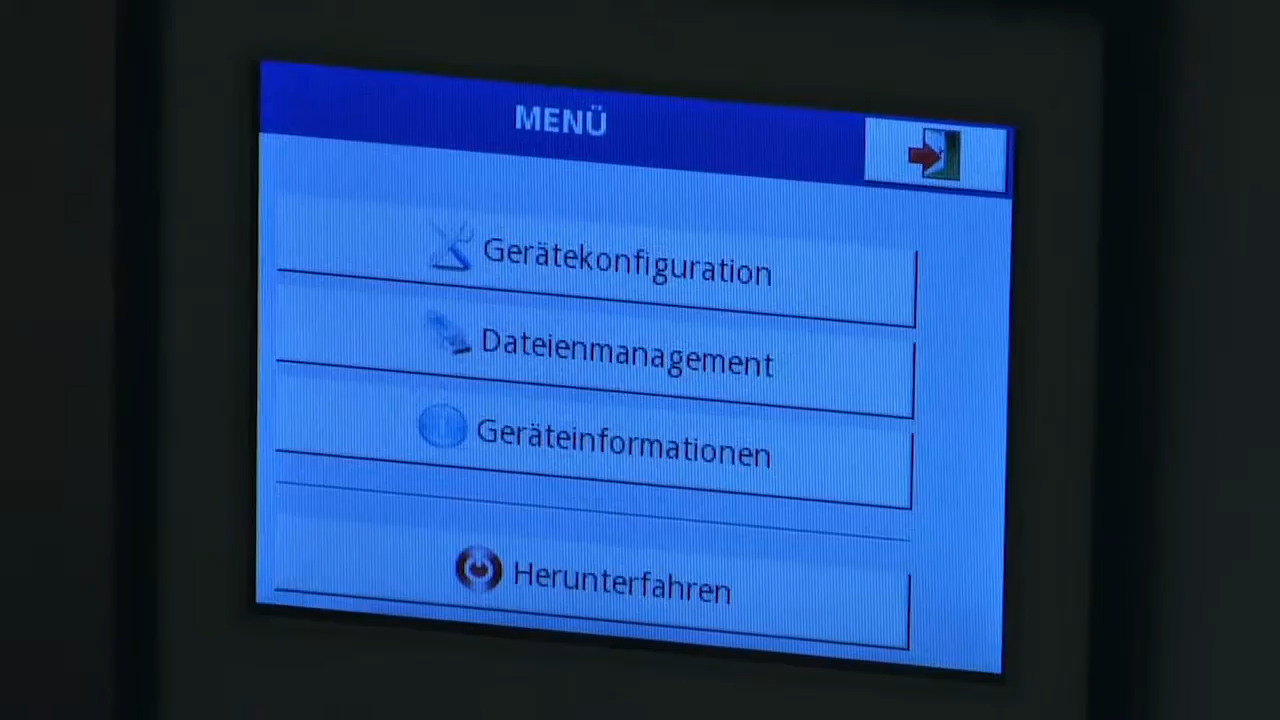 MENÜ
Gerätekonfiguration
Dateienmanagement
Geräteinformationen
Herunterfahren